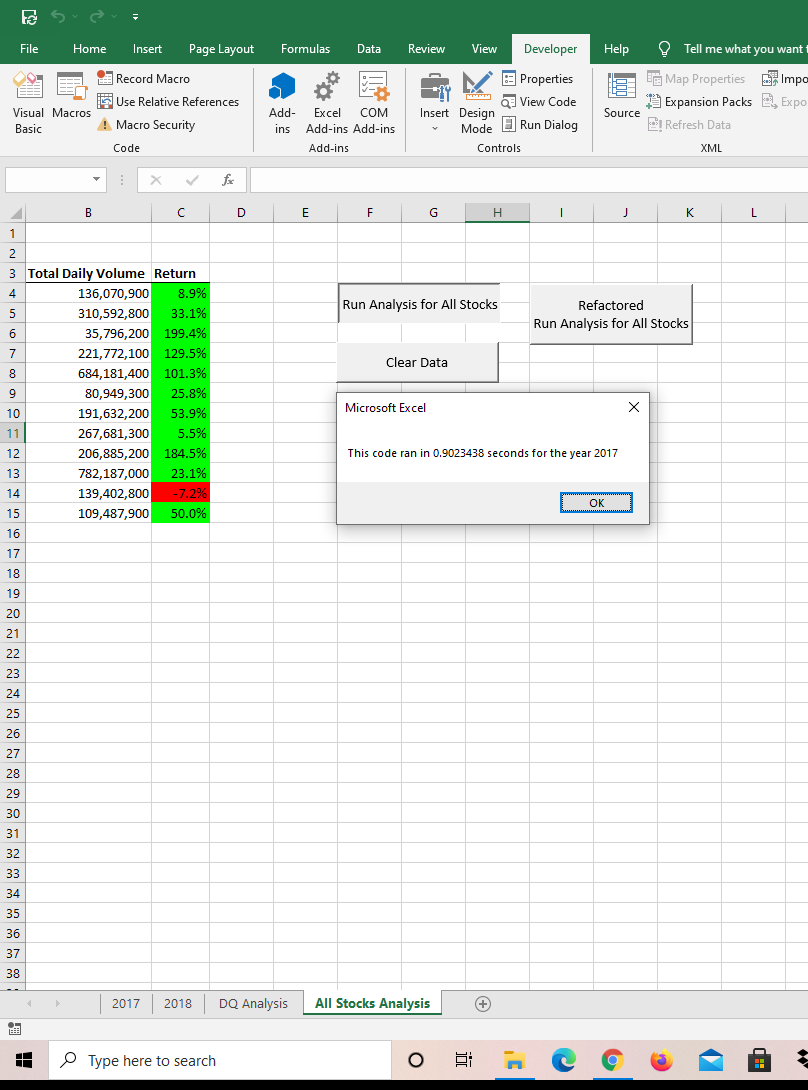 File Home Insert Page Layout Formulas Data Review View Developer Help Tell me what you want
Visual Basic
Macros
Record Macro
Use Relative References
Macro Security
Code
Add-ins
Excel Add-ins
COM Add-ins
Add-ins
Insert
Design Mode
Properties
View Code
Run Dialog
Controls
Source
Map Properties
Expansion Packs
Refresh Data
Impo
Expo
XML
fx
B C D E F G H I J K L
1
2
3 Total Daily Volume Return
4 136,070,900 8.9%
5 310,592,800 33.1%
6 35,796,200 199.4%
7 221,772,100 129.5%
8 684,181,400 101.3%
9 80,949,300 25.8%
10 191,632,200 53.9%
11 267,681,300 5.5%
12 206,885,200 184.5%
13 782,187,000 23.1%
14 139,402,800 -7.2%
15 109,487,900 50.0%
16
17
18
19
20
21
22
23
24
25
26
27
28
29
30
31
32
33
34
35
36
37
38
Run Analysis for All Stocks
Refactored
Run Analysis for All Stocks
Clear Data
Microsoft Excel
This code ran in 0.9023438 seconds for the year 2017
OK
2017 2018 DQ Analysis All Stocks Analysis
Type here to search